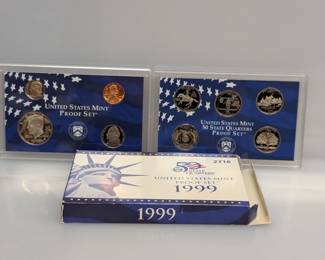 UNITED STATES MINT
PROOF SET
UNITED STATES MINT
50 STATE QUARTERS
PROOF SET
UNITED STATES MINT
PROOF SET
1999
1999